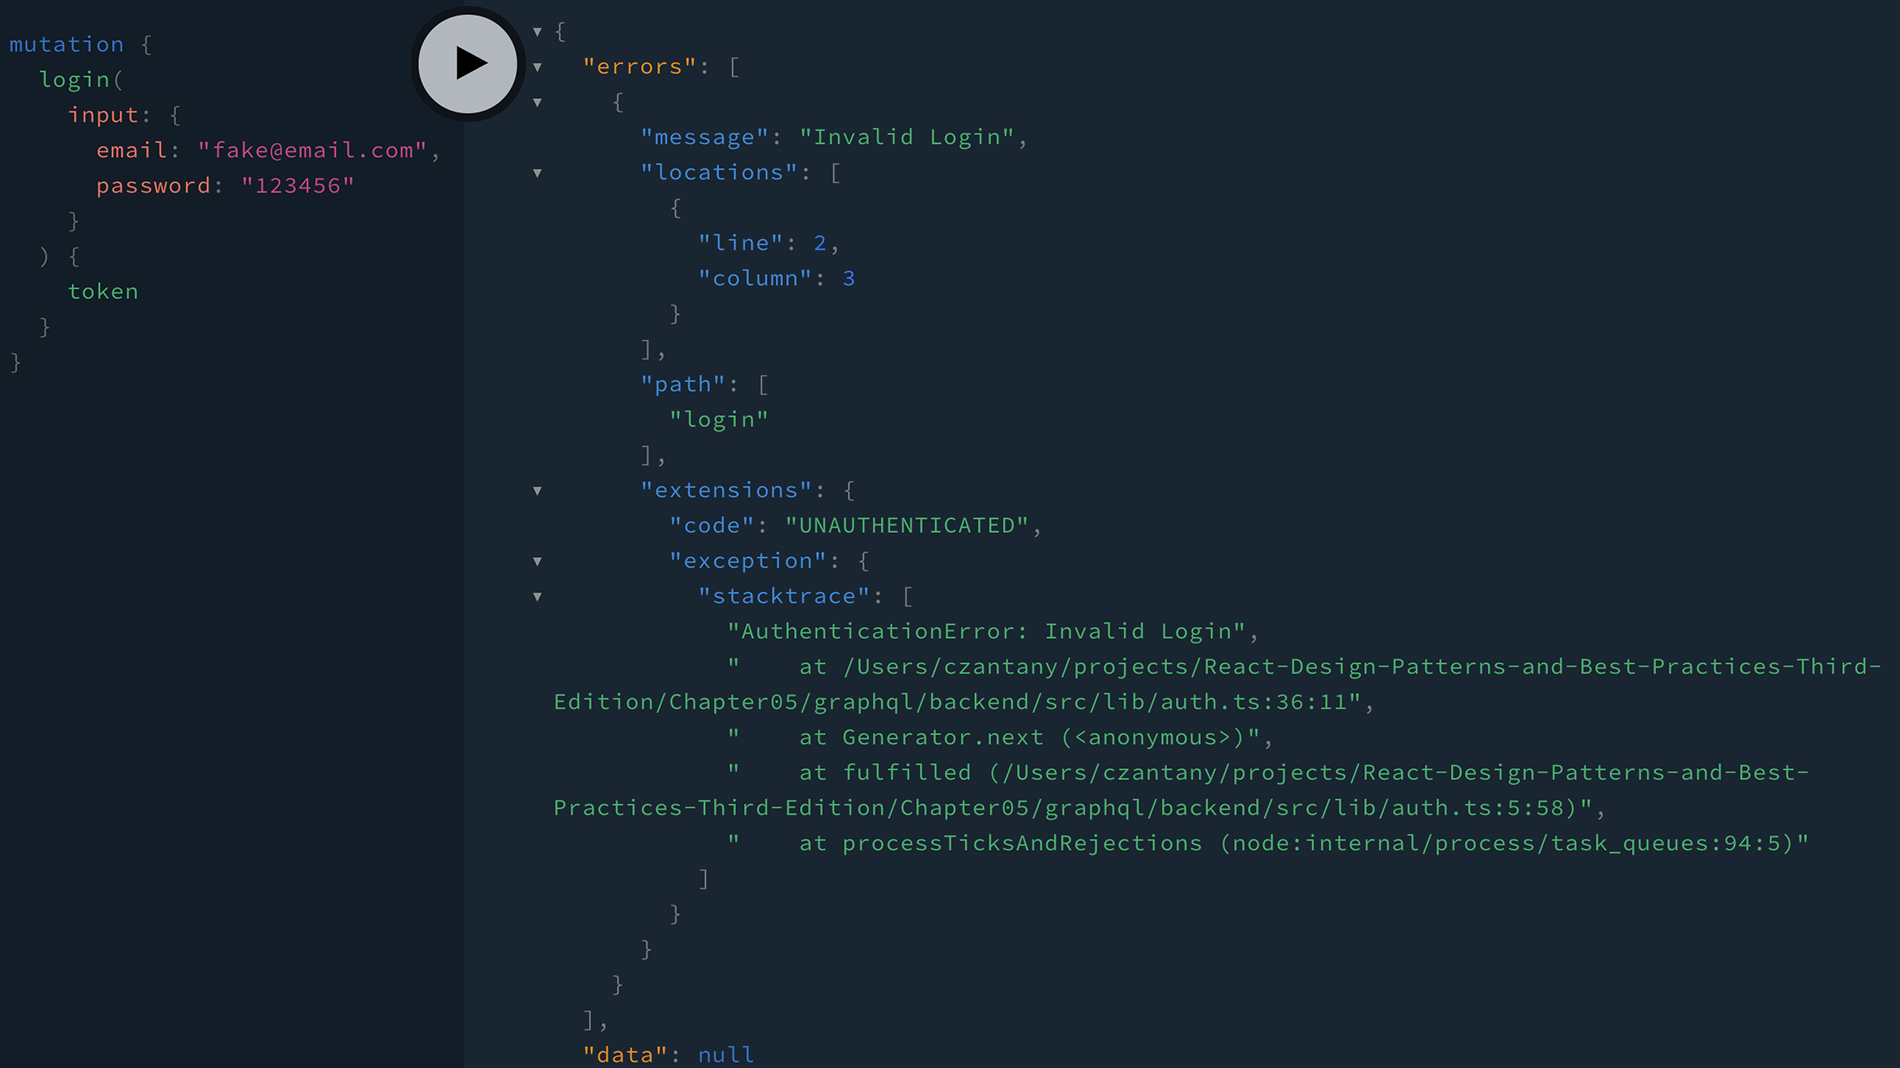 mutation {
  login(
    input: {
      email: "fake@email.com",
      password: "123456"
    }
  ) {
    token
  }
}
{
  "errors": [
    {
      "message": "Invalid Login",
      "locations": [
        {
          "line": 2,
          "column": 3
        }
      ],
      "path": [
        "login"
      ],
      "extensions": {
        "code": "UNAUTHENTICATED",
        "exception": {
          "stacktrace": [
            "AuthenticationError: Invalid Login",
            "    at /Users/czantany/projects/React-Design-Patterns-and-Best-Practices-Third-
Edition/Chapter05/graphql/backend/src/lib/auth.ts:36:11",
            "    at Generator.next (<anonymous>)",
            "    at fulfilled (/Users/czantany/projects/React-Design-Patterns-and-Best-
Practices-Third-Edition/Chapter05/graphql/backend/src/lib/auth.ts:5:58)",
            "    at processTicksAndRejections (node:internal/process/task_queues:94:5)"
          ]
        }
      }
    }
  ],
  "data": null